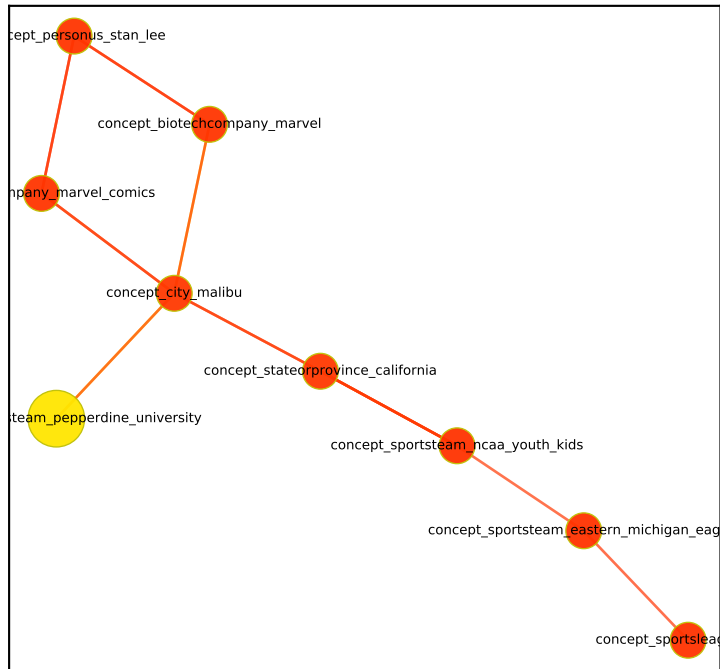 cept_personus_stan_lee
concept_biotechcompany_marvel
mpany_marvel_comics
concept_city_malibu
concept_stateorprovince_california
steam_pepperdine_university
concept_sportsteam_ncaa_youth_kids
concept_sportsteam_eastern_michigan_eag
concept_sportsleag